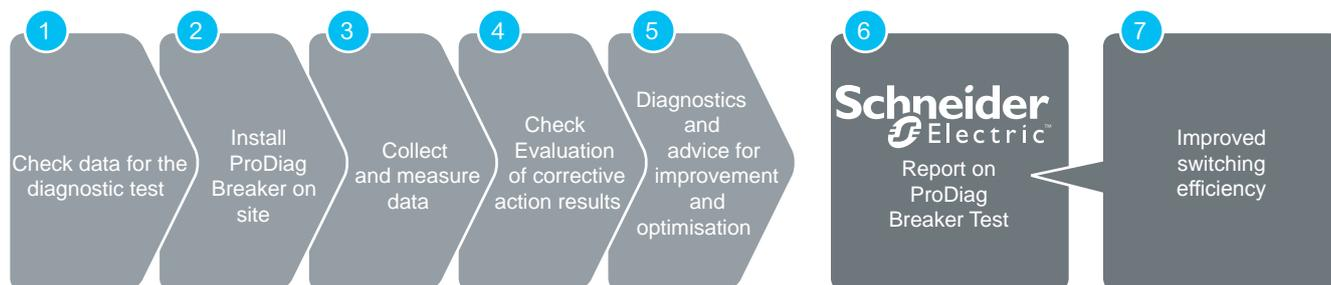 1
Check data for the
diagnostic test
2
Install
ProDiag
Breaker on
site
3
Collect
and measure
data
4
Check
Evaluation
of corrective
action results
5
Diagnostics
and
advice for
improvement
and
optimisation
6
Schneider
Electric™
Report on
ProDiag
Breaker Test
7
Improved
switching
efficiency